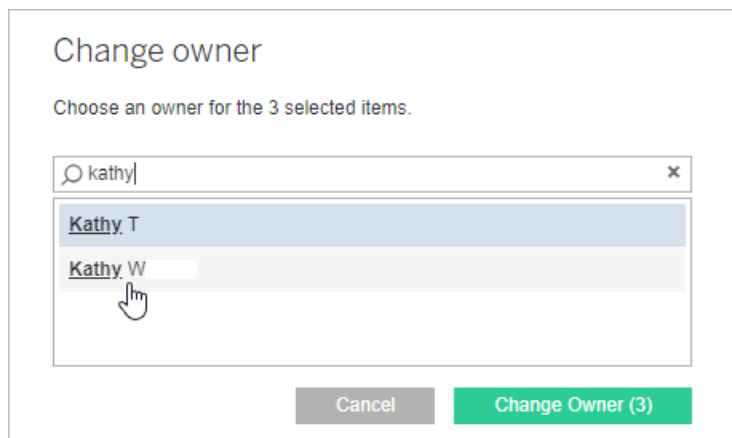 Change owner
Choose an owner for the 3 selected items.
kathy
Kathy T
Kathy W
Cancel Change Owner (3)